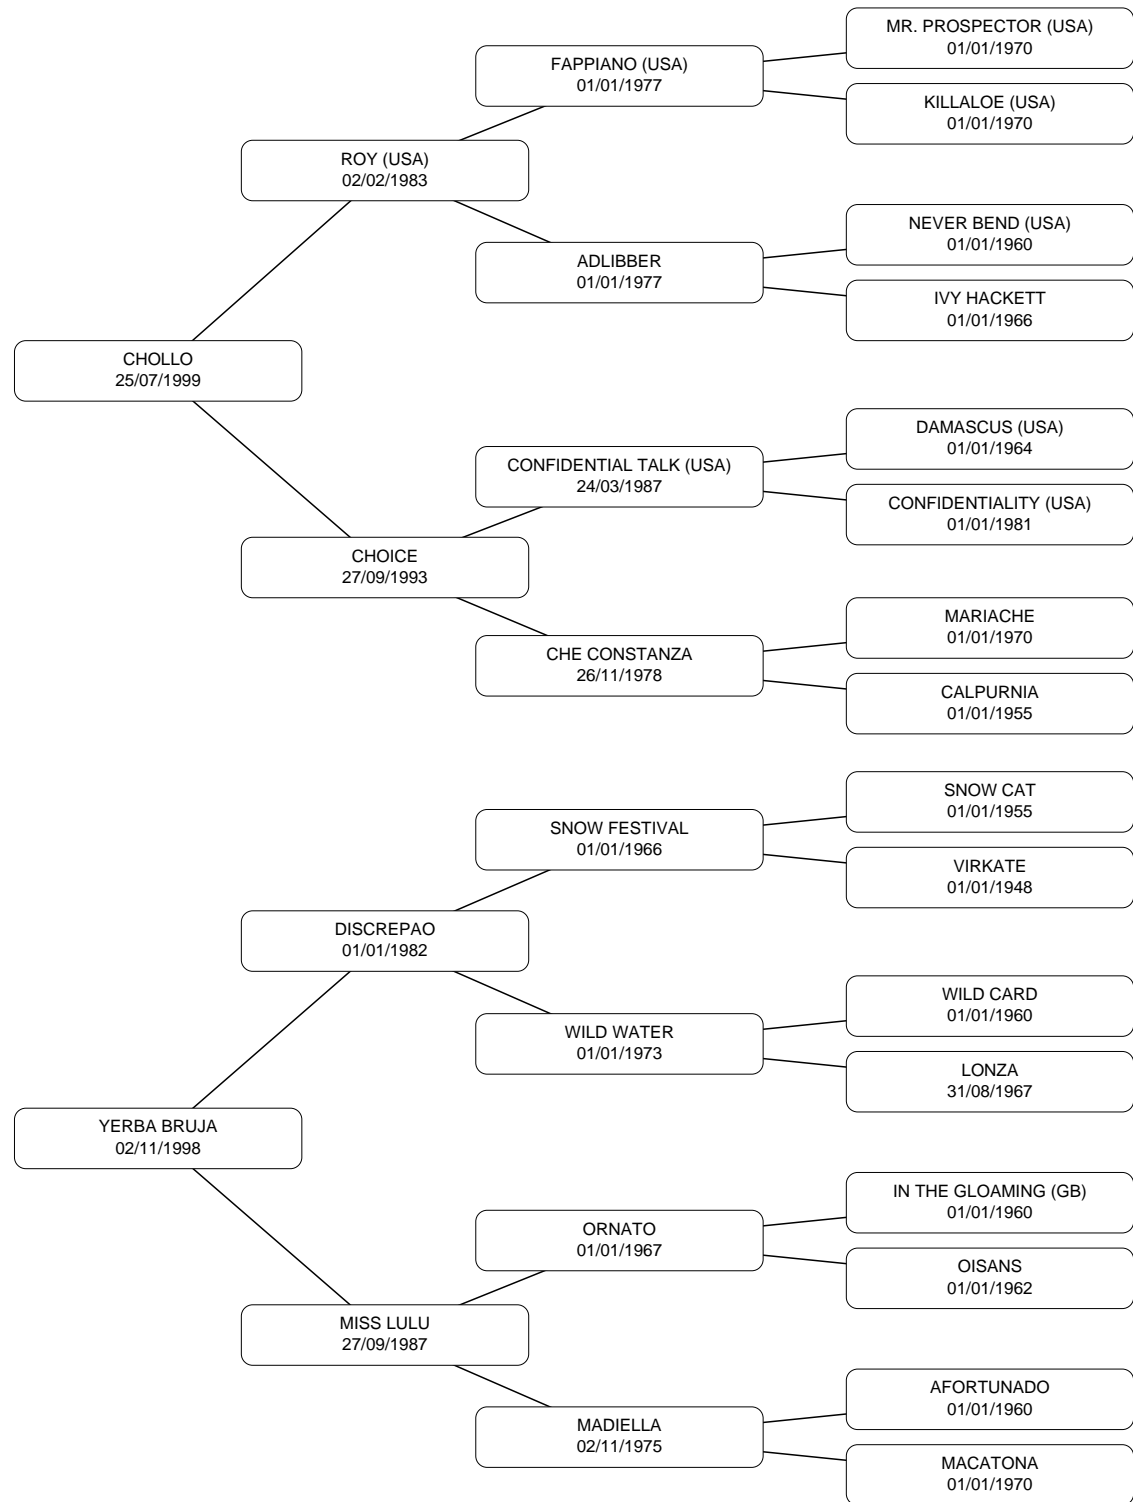 MR. PROSPECTOR (USA)
01/01/1970
FAPPIANO (USA)
01/01/1977
KILLALOE (USA)
01/01/1970
ROY (USA)
02/02/1983
NEVER BEND (USA)
01/01/1960
ADLIBBER
01/01/1977
IVY HACKETT
01/01/1966
CHOLLO
25/07/1999
DAMASCUS (USA)
01/01/1964
CONFIDENTIAL TALK (USA)
24/03/1987
CONFIDENTIALITY (USA)
01/01/1981
CHOICE
27/09/1993
MARIACHE
01/01/1970
CHE CONSTANZA
26/11/1978
CALPURNIA
01/01/1955
SNOW CAT
01/01/1955
SNOW FESTIVAL
01/01/1966
VIRKATE
01/01/1948
DISCREPAO
01/01/1982
WILD CARD
01/01/1960
WILD WATER
01/01/1973
LONZA
31/08/1967
YERBA BRUJA
02/11/1998
IN THE GLOAMING (GB)
01/01/1960
ORNATO
01/01/1967
OISANS
01/01/1962
MISS LULU
27/09/1987
AFORTUNADO
01/01/1960
MADIELLA
02/11/1975
MACATONA
01/01/1970